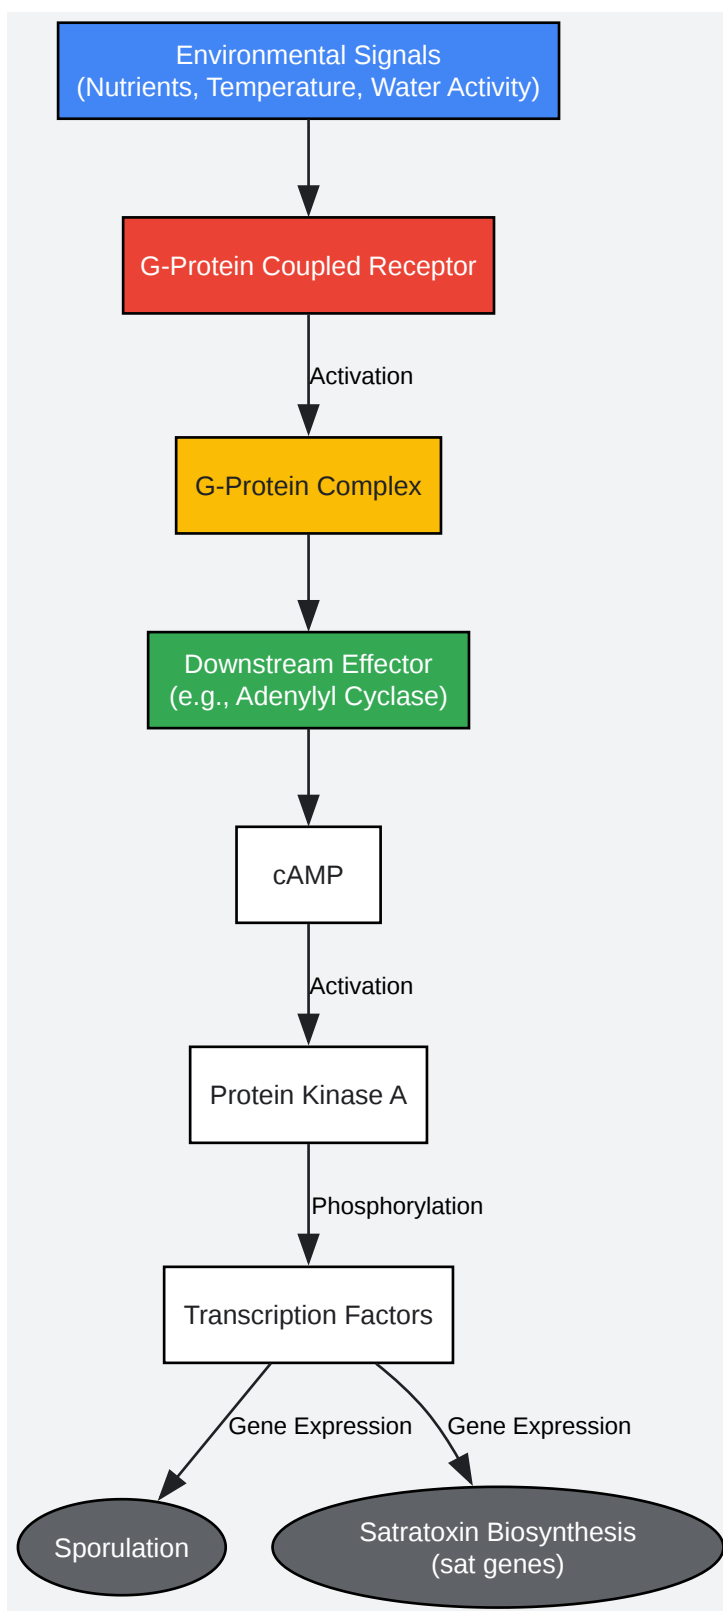 Environmental Signals
(Nutrients, Temperature, Water Activity)
G-Protein Coupled Receptor
Activation
G-Protein Complex
Downstream Effector
(e.g., Adenylyl Cyclase)
cAMP
Activation
Protein Kinase A
Phosphorylation
Transcription Factors
Gene Expression
Gene Expression
Sporulation
Satratoxin Biosynthesis
(sat genes)